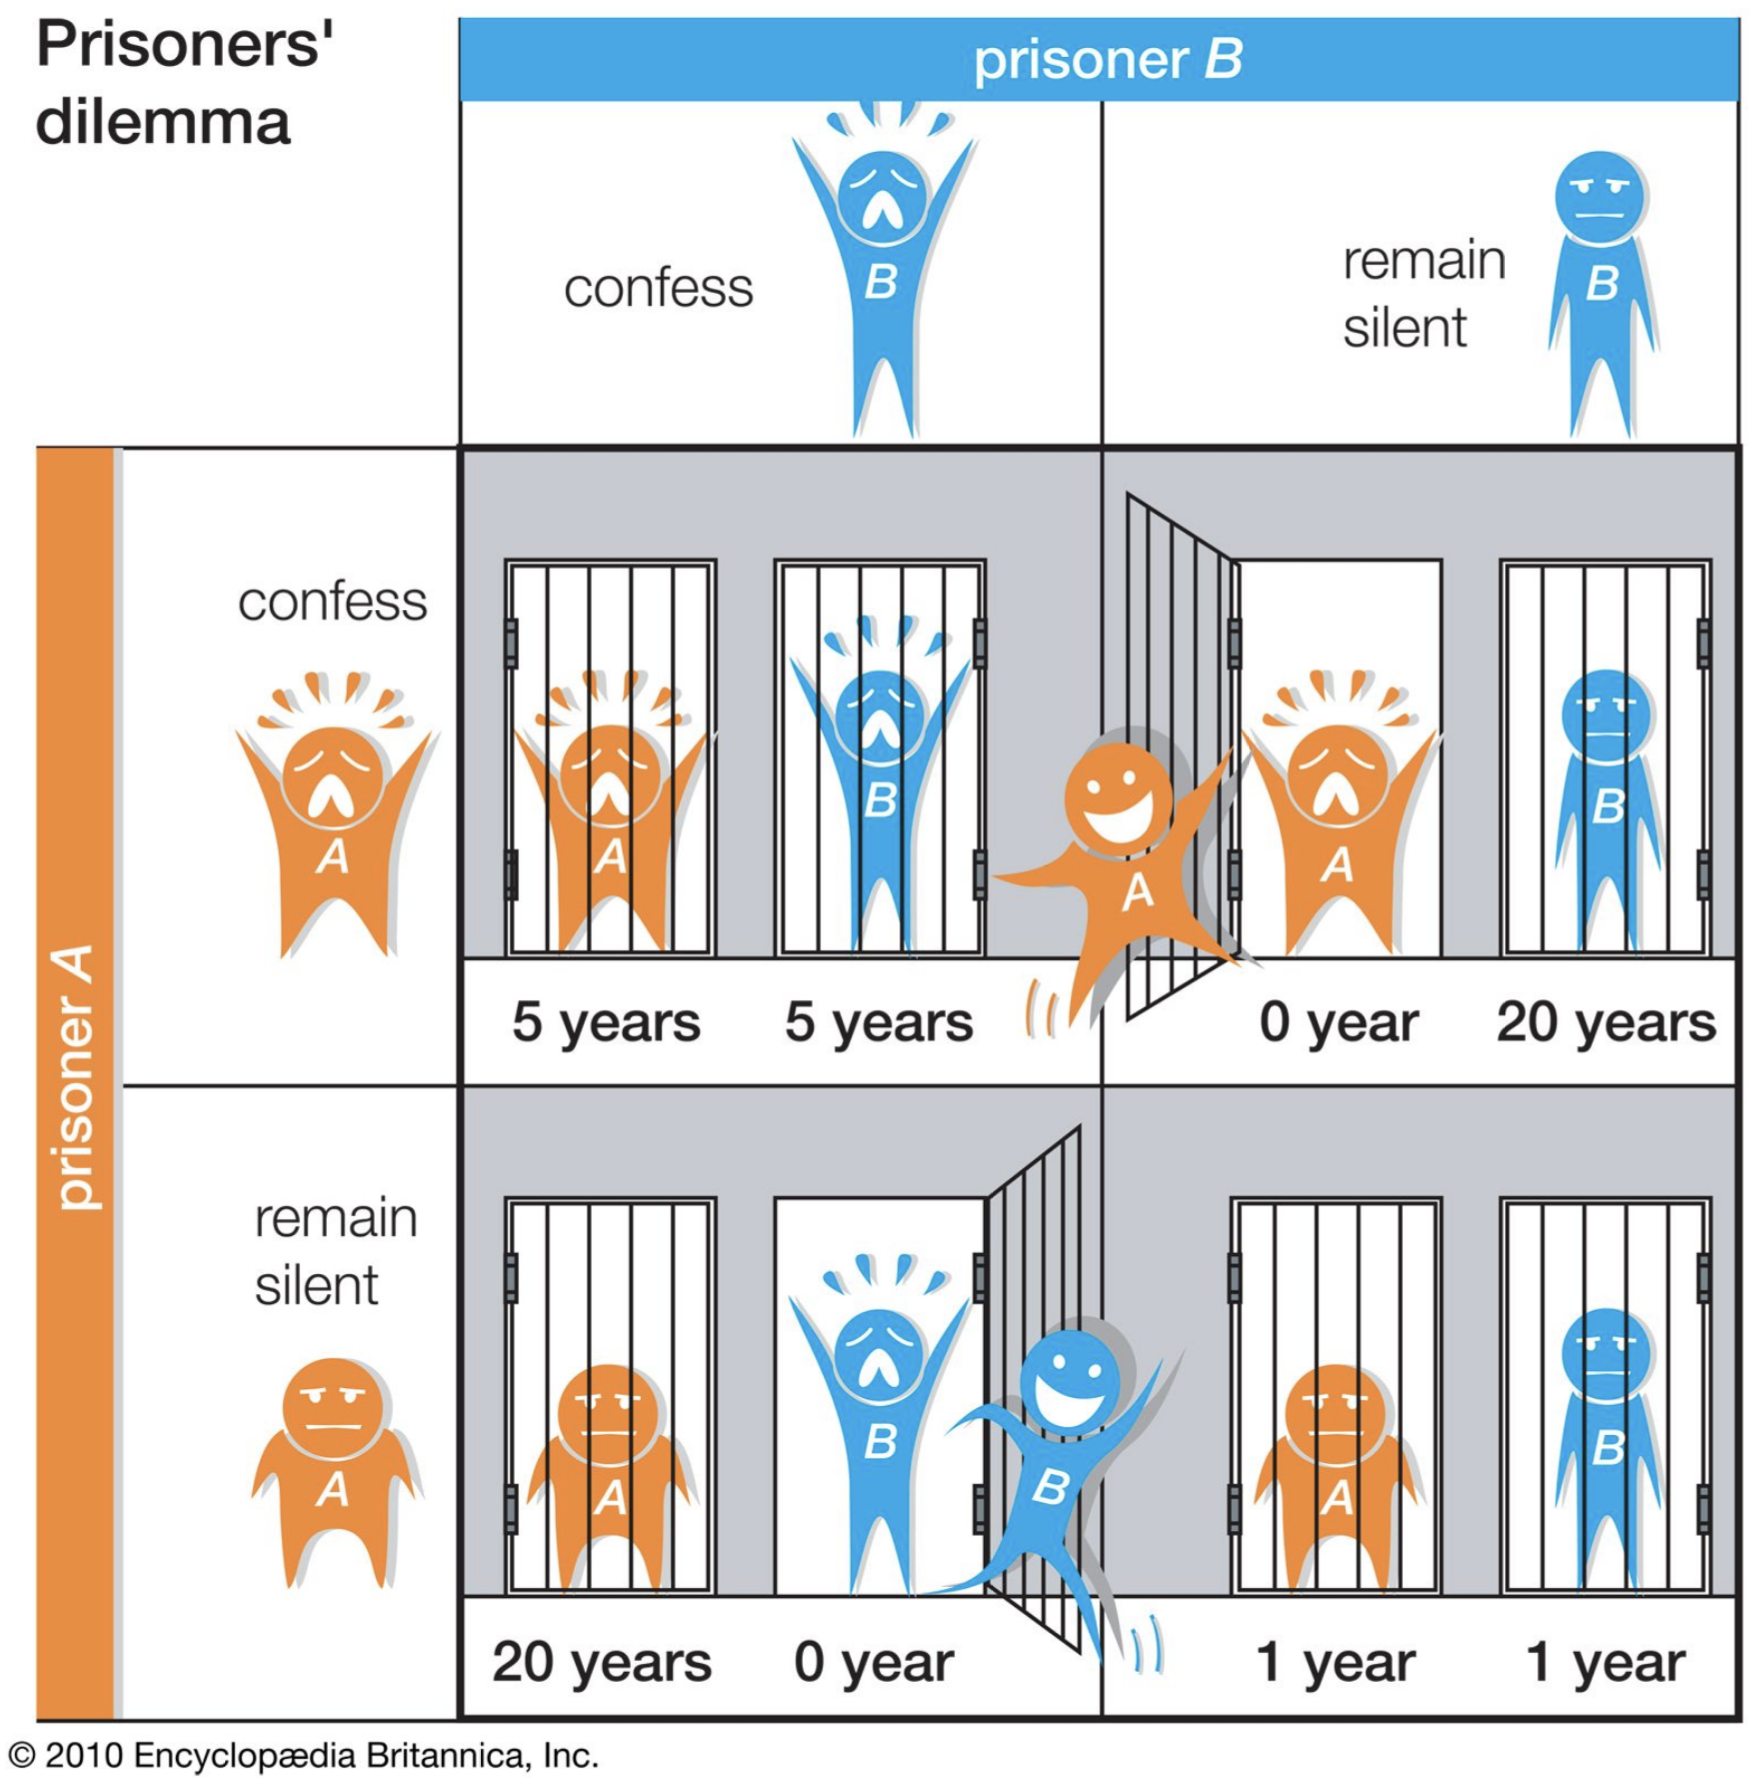 Prisoners'
dilemma
prisoner B
confess
B
remain
silent
B
prisoner A
confess
A
A
B
A
A
B
5 years
5 years
0 year
20 years
remain
silent
A
A
B
B
A
B
20 years
0 year
1 year
1 year
© 2010 Encyclopædia Britannica, Inc.